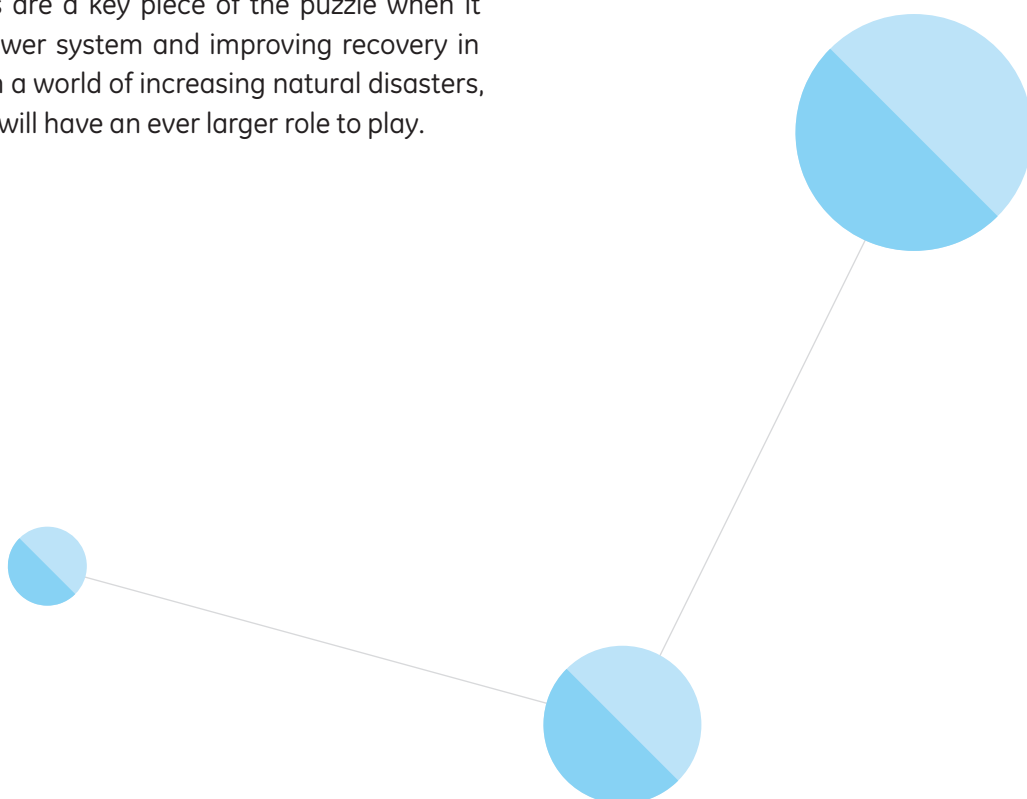 are a key piece of the puzzle when it
system and improving recovery in
a world of increasing natural disasters,
will have an ever larger role to play.